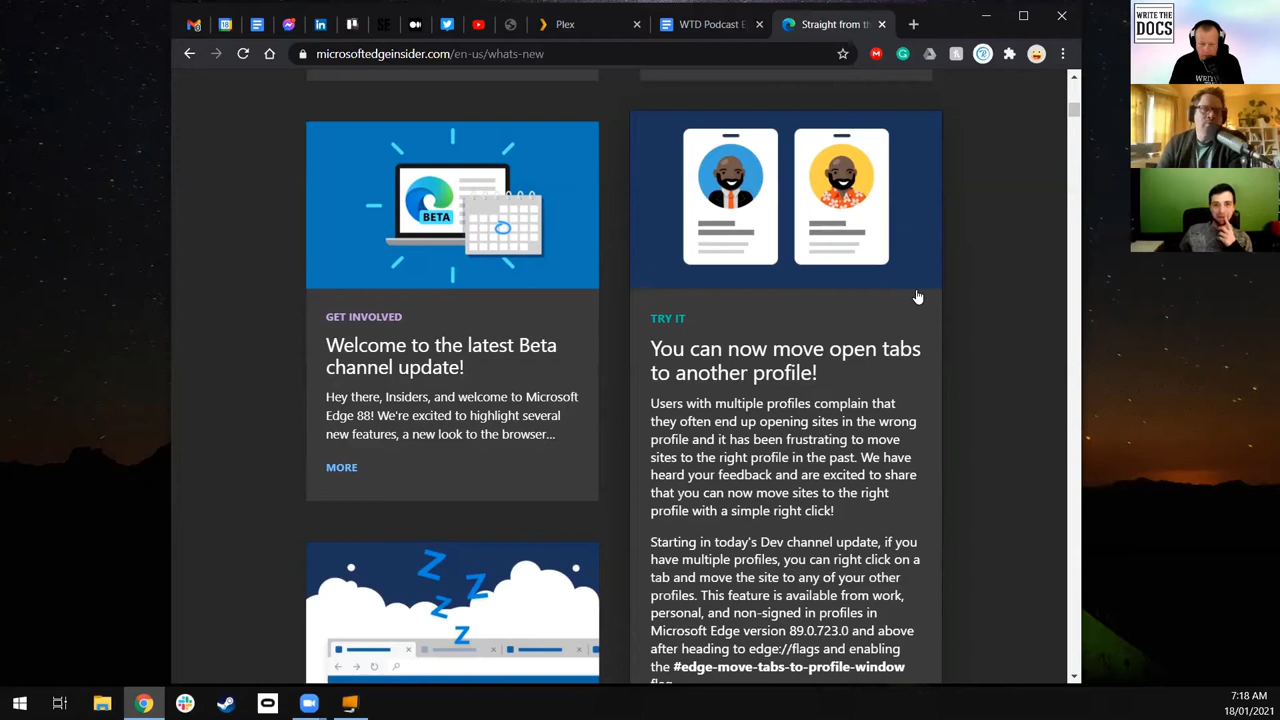 Plex
WTD Podcast E
Straight from th
microsoftedgeinsider.com/en-us/whats-new
WRITE THE
DOCS
BETA
GET INVOLVED
Welcome to the latest Beta
channel update!
Hey there, Insiders, and welcome to Microsoft
Edge 88! We're excited to highlight several
new features, a new look to the browser...
MORE
TRY IT
You can now move open tabs
to another profile!
Users with multiple profiles complain that
they often end up opening sites in the wrong
profile and it has been frustrating to move
sites to the right profile in the past. We have
heard your feedback and are excited to share
that you can now move sites to the right
profile with a simple right click!
Starting in today's Dev channel update, if you
have multiple profiles, you can right click on a
tab and move the site to any of your other
profiles. This feature is available from work,
personal, and non-signed in profiles in
Microsoft Edge version 89.0.723.0 and above
after heading to edge://flags and enabling
the #edge-move-tabs-to-profile-window
flag
Z
Z
Z
Z
7:18 AM
18/01/2021